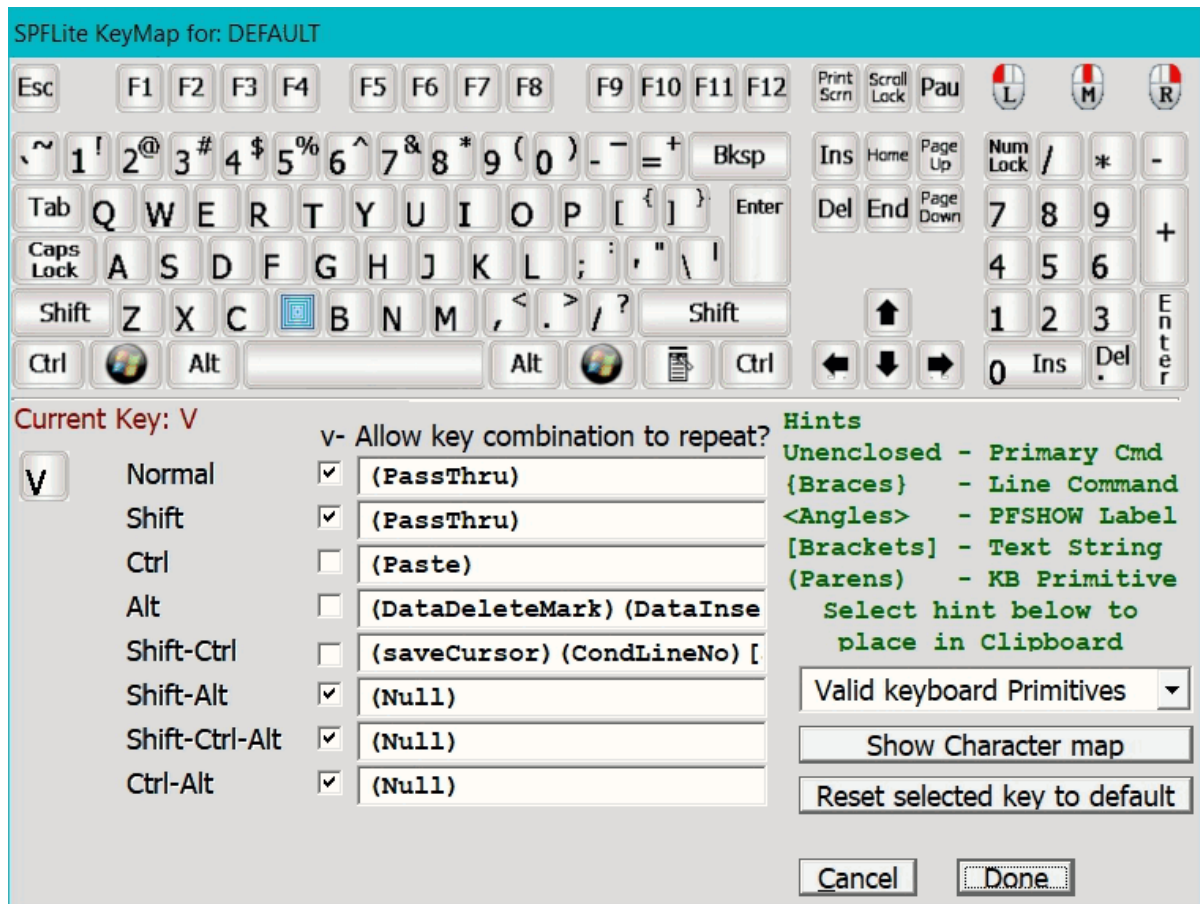 SPFLite KeyMap for: DEFAULT
Esc F1 F2 F3 F4 F5 F6 F7 F8 F9 F10 F11 F12 Print Scrn Scroll Lock Pau L M R
` ~ 1 ! 2 @ 3 # 4 $ 5 % 6 ^ 7 & 8 * 9 ( 0 ) - _ = + Bksp Ins Home Page Up Num Lock / * -
Tab Q W E R T Y U I O P [ { ] } Enter Del End Page Down 7 8 9 +
Caps Lock A S D F G H J K L ; : ' " \ | 4 5 6
Shift Z X C B N M , < . > / ? Shift 1 2 3 Enter
Ctrl Alt Alt Ctrl 0 Ins Del .
Current Key: V
V
v- Allow key combination to repeat?
Normal (PassThru)
Shift (PassThru)
Ctrl (Paste)
Alt (DataDeleteMark)(DataInse
Shift-Ctrl (saveCursor)(CondLineNo)[
Shift-Alt (Null)
Shift-Ctrl-Alt (Null)
Ctrl-Alt (Null)
Hints
Unenclosed - Primary Cmd
{Braces} - Line Command
<Angles> - PFSHOW Label
[Brackets] - Text String
(Parens) - KB Primitive
Select hint below to
place in Clipboard
Valid keyboard Primitives
Show Character map
Reset selected key to default
Cancel Done